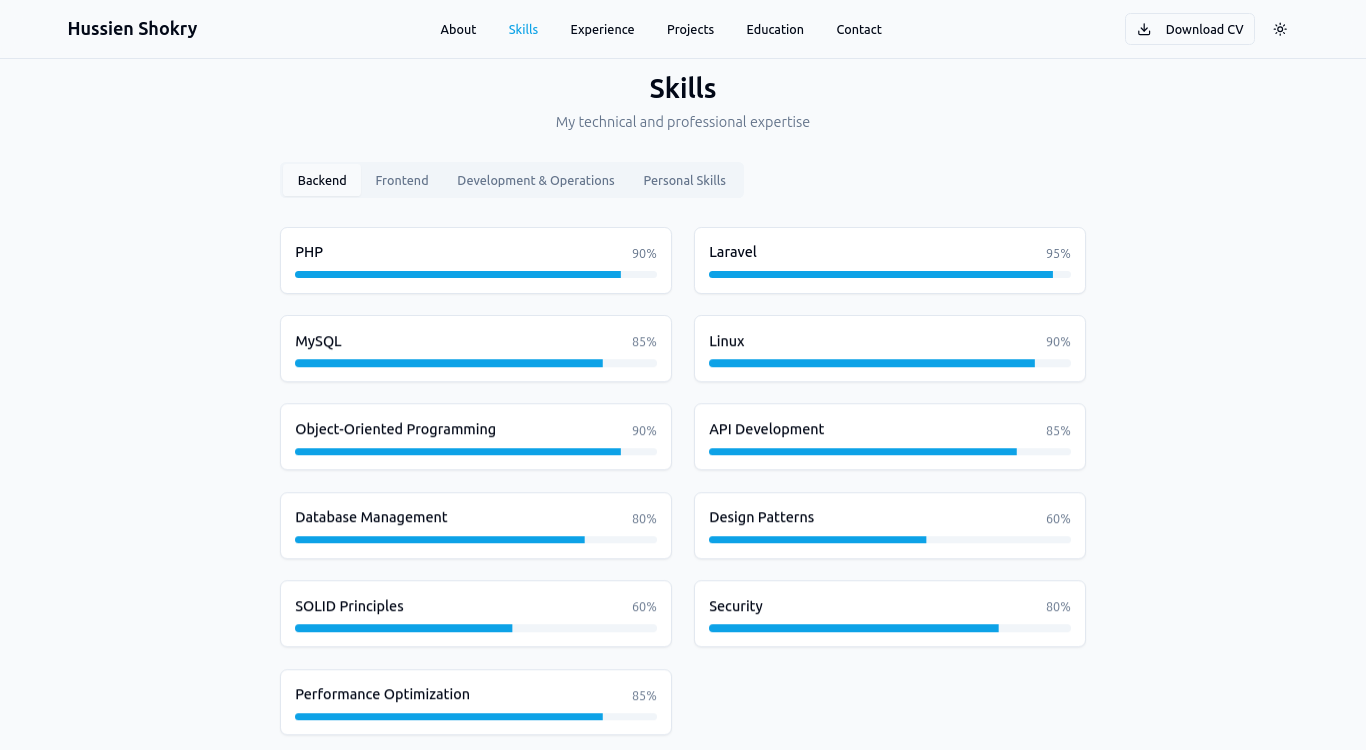 Hussien Shokry
About Skills Experience Projects Education Contact
Download CV
Skills
My technical and professional expertise
Backend Frontend Development & Operations Personal Skills
PHP 90%
Laravel 95%
MySQL 85%
Linux 90%
Object-Oriented Programming 90%
API Development 85%
Database Management 80%
Design Patterns 60%
SOLID Principles 60%
Security 80%
Performance Optimization 85%